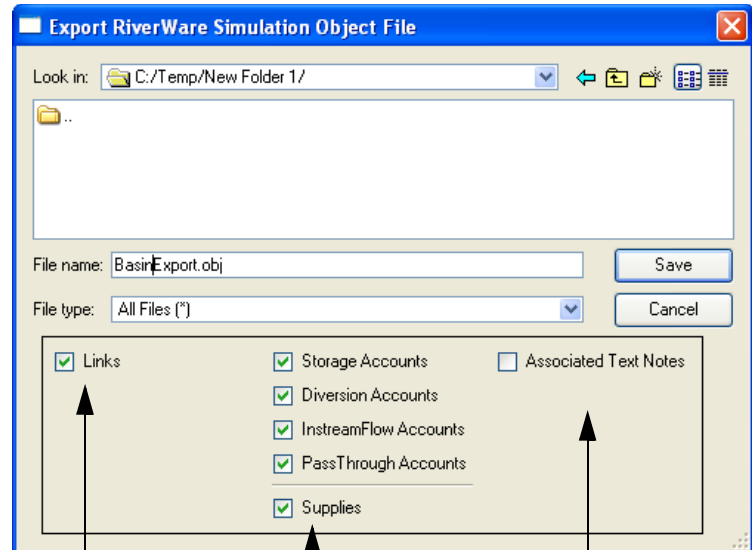 Export RiverWare Simulation Object File
Look in: C:/Temp/New Folder 1/
..
File name: BasinExport.obj Save
File type: All Files (*) Cancel
Links Storage Accounts Associated Text Notes
Diversion Accounts
InstreamFlow Accounts
PassThrough Accounts
Supplies